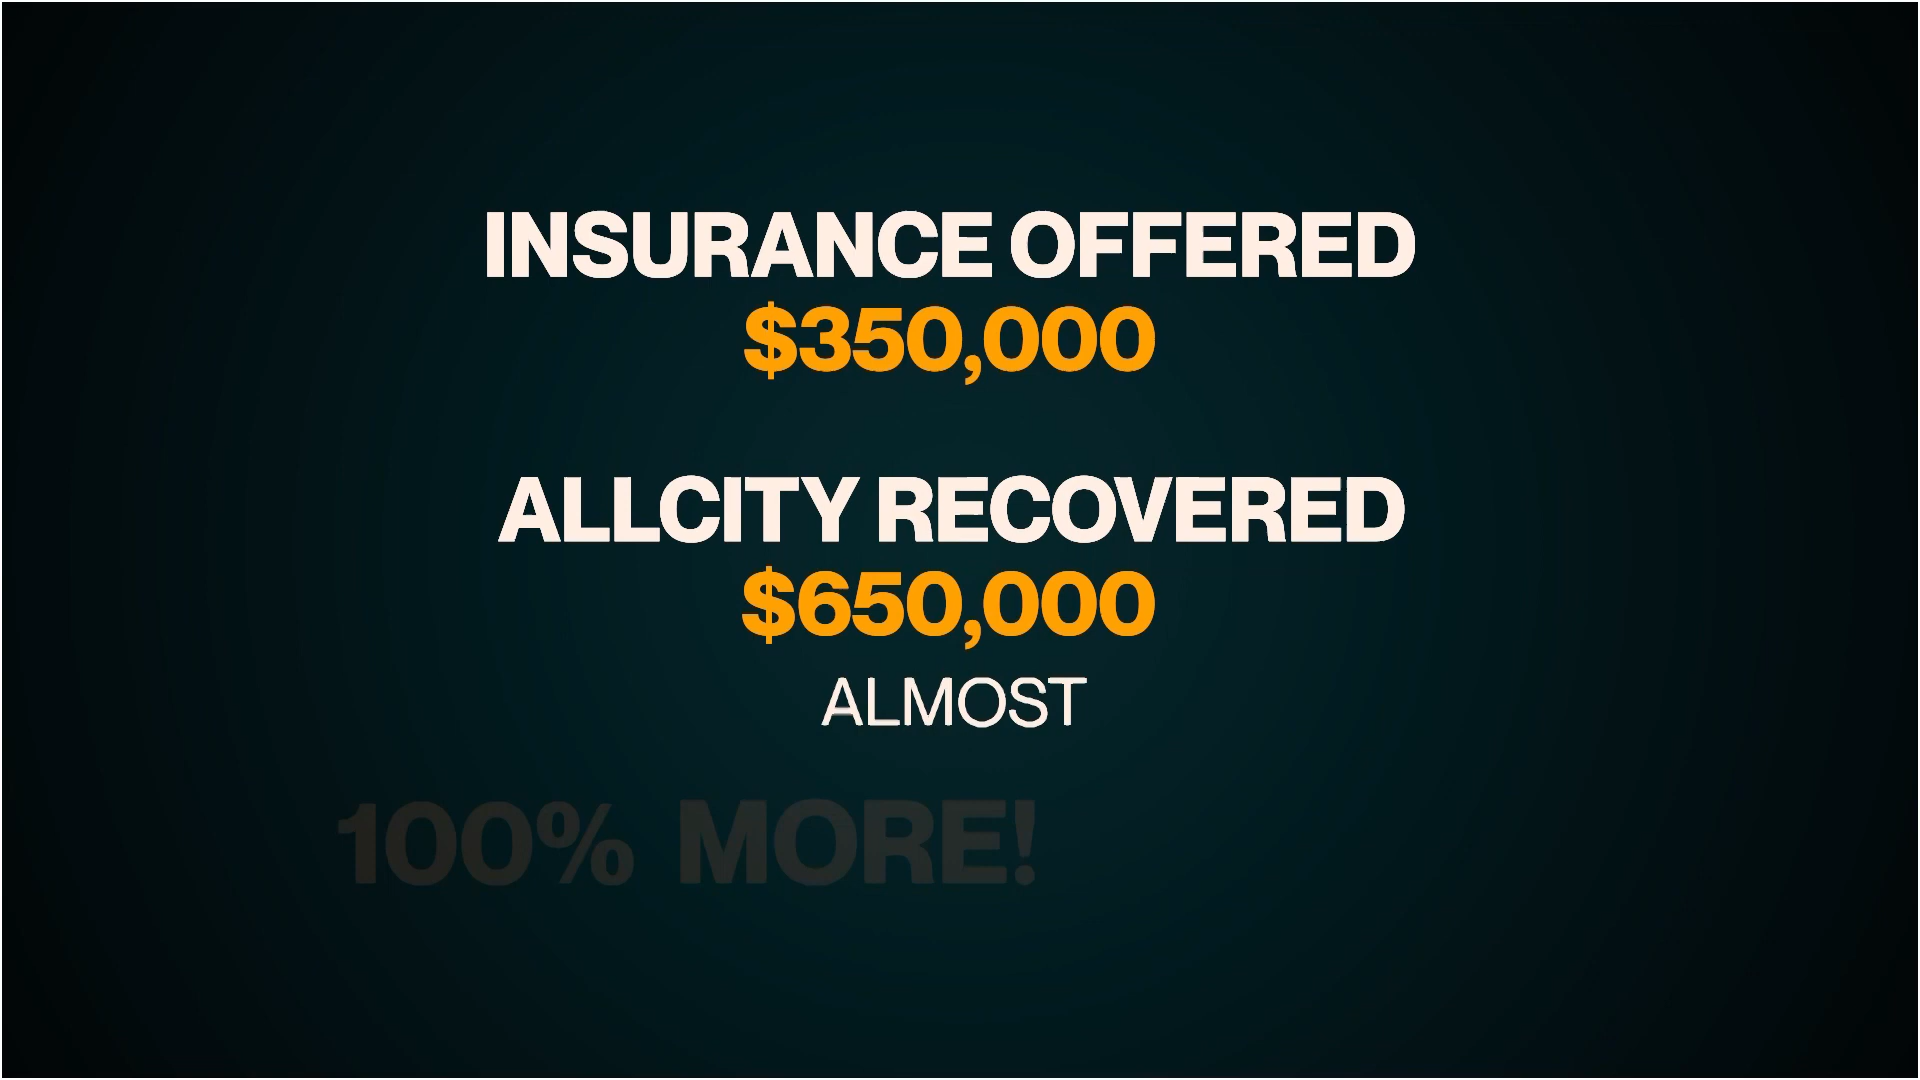 INSURANCE OFFERED
$350,000
ALLCITY RECOVERED
$650,000
ALMOST
100% MORE!